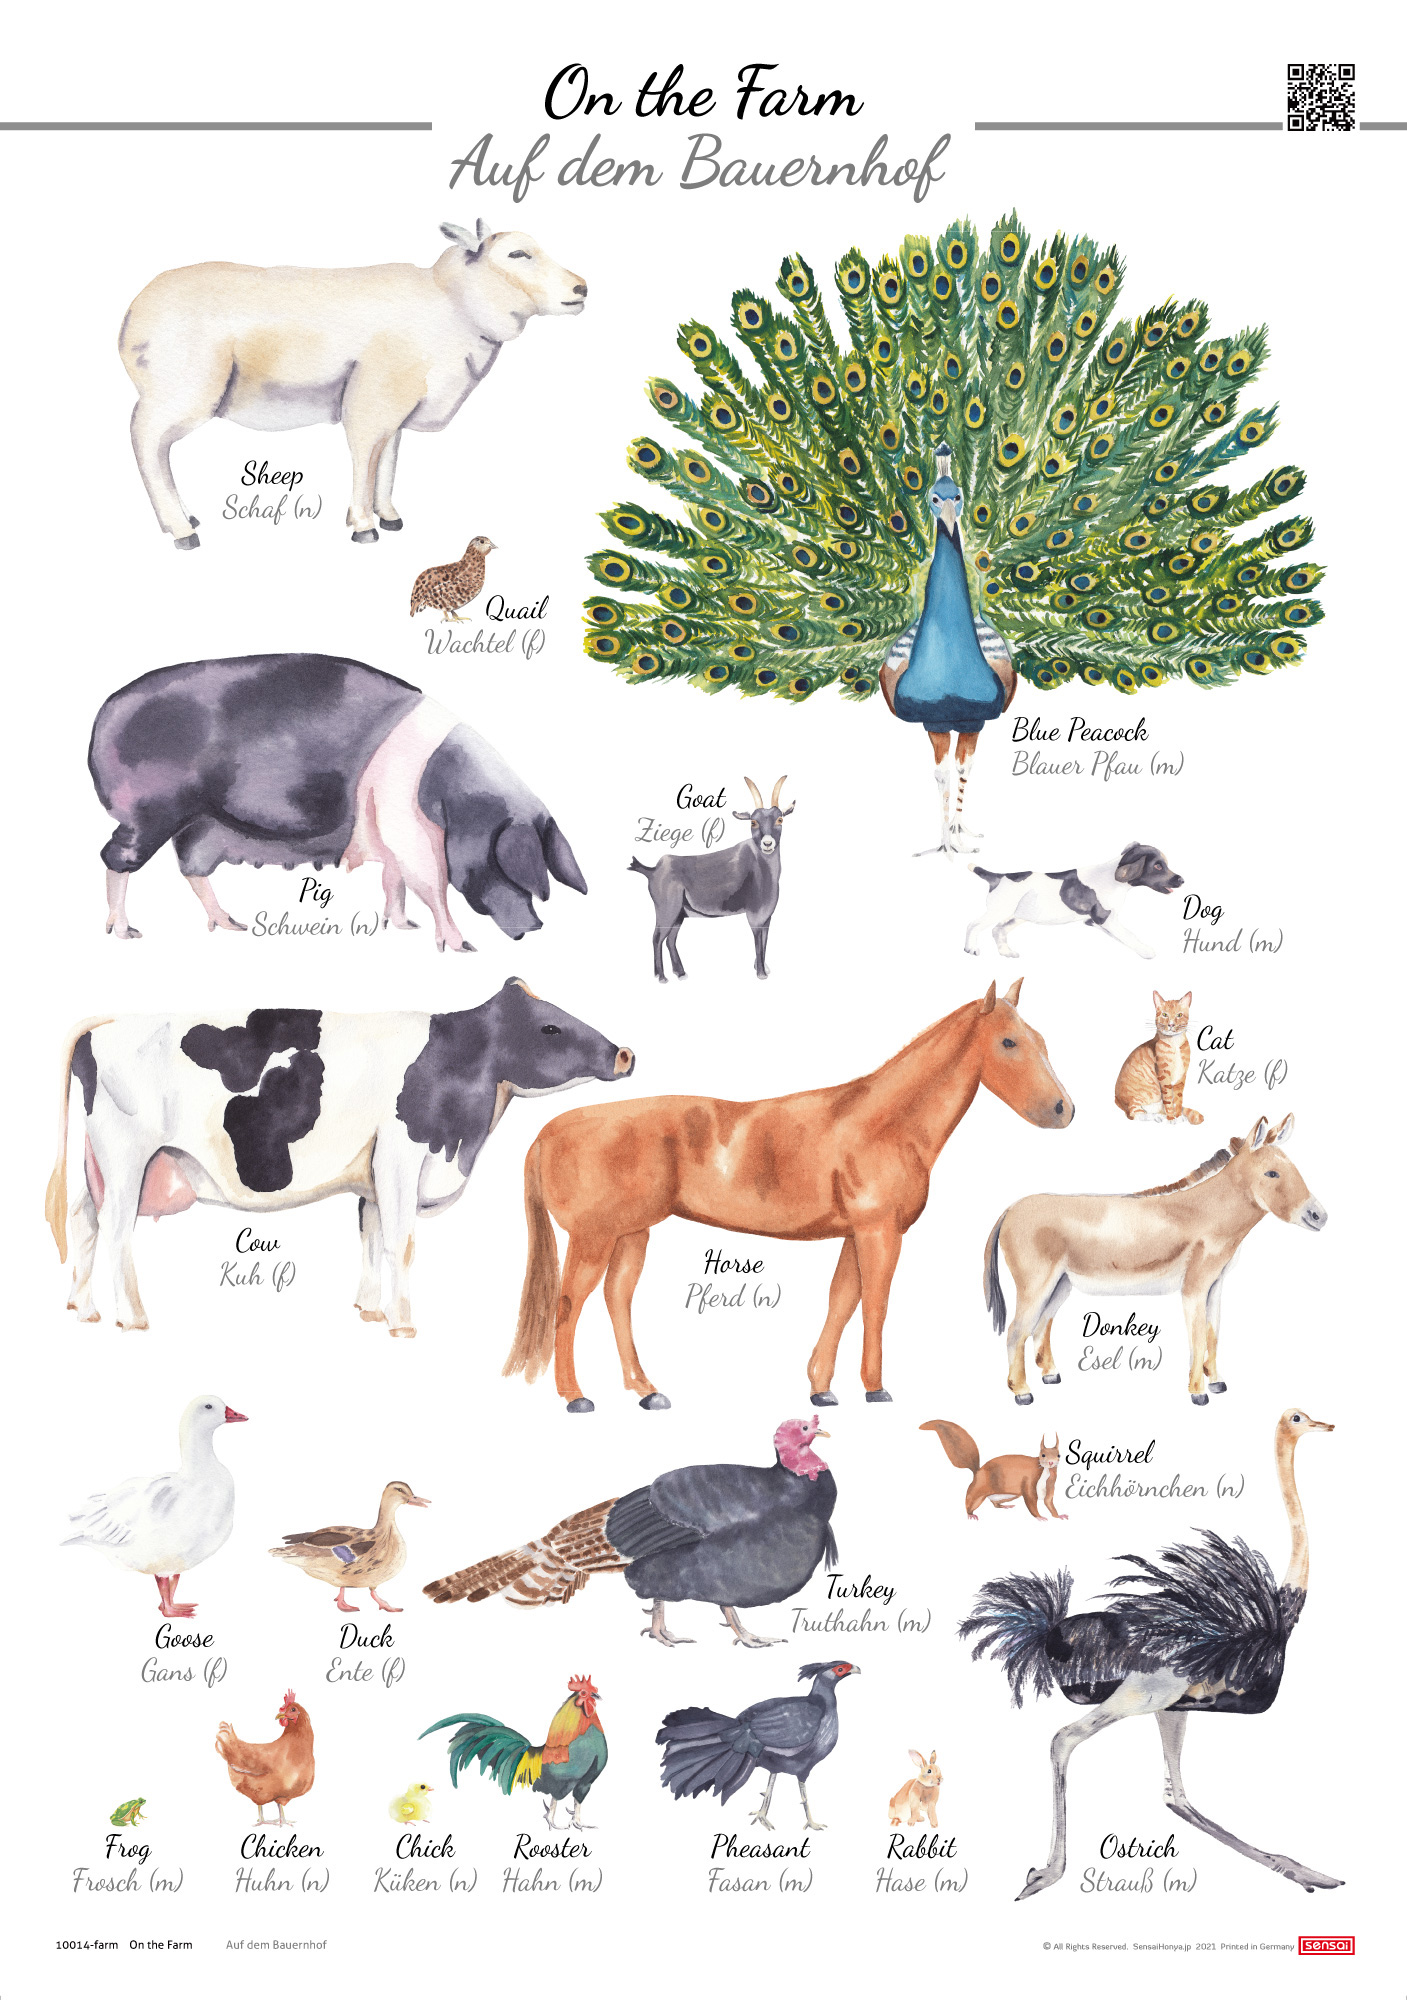 On the Farm
Auf dem Bauernhof
Sheep
Schaf (n)
Quail
Wachtel (f)
Blue Peacock
Blauer Pfau (m)
Goat
Ziege (f)
Pig
Schwein (n)
Dog
Hund (m)
Cat
Katze (f)
Cow
Kuh (f)
Horse
Pferd (n)
Donkey
Esel (m)
Squirrel
Eichhörnchen (n)
Turkey
Truthahn (m)
Goose
Gans (f)
Duck
Ente (f)
Frog
Frosch (m)
Chicken
Huhn (n)
Chick
Küken (n)
Rooster
Hahn (m)
Pheasant
Fasan (m)
Rabbit
Hase (m)
Ostrich
Strauß (m)
10014-farm On the Farm Auf dem Bauernhof
© All Rights Reserved. SensaiHonya.jp 2021 Printed in Germany sensai